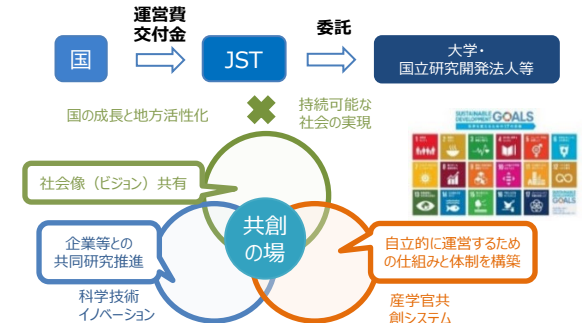 運営費
交付金
委託
国
JST
大学・
国立研究開発法人等
国の成長と地方活性化
持続可能な
社会の実現
SUSTAINABLE
DEVELOPMENT GOALS
社会像（ビジョン）共有
共創
の場
企業等との
共同研究推進
自立的に運営するため
の仕組みと体制を構築
科学技術
イノベーション
産学官共
創システム